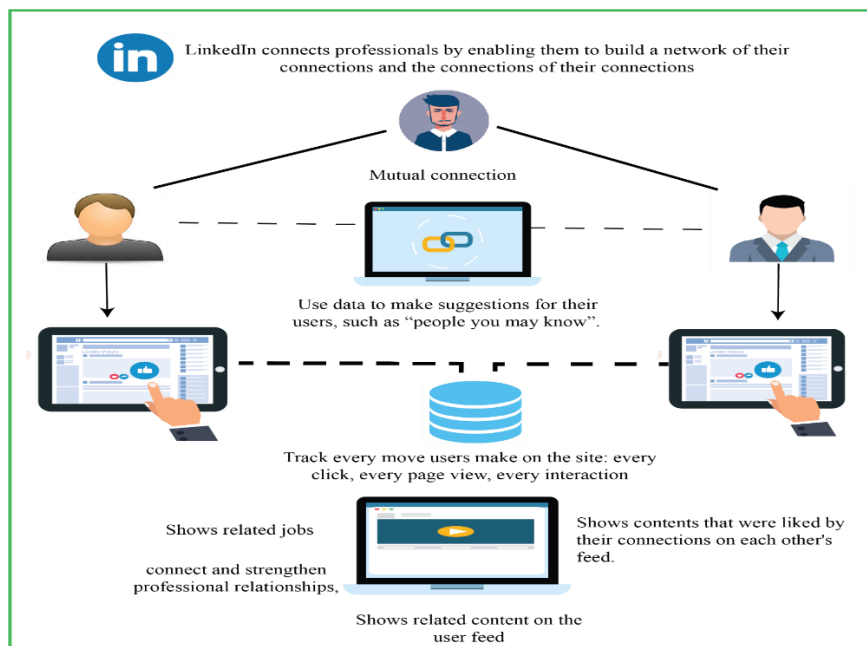 in
LinkedIn connects professionals by enabling them to build a network of their
connections and the connections of their connections
Mutual connection
Use data to make suggestions for their
users, such as “people you may know”.
Track every move users make on the site: every
click, every page view, every interaction
Shows related jobs
connect and strengthen
professional relationships,
Shows contents that were liked by
their connections on each other's
feed.
Shows related content on the
user feed